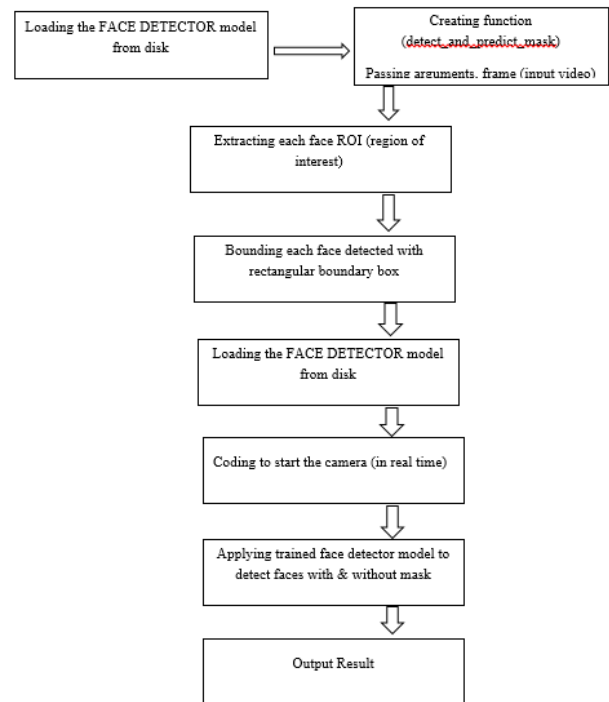 Loading the FACE DETECTOR model
from disk
Creating function
(detect_and_predict_mask)
Passing arguments. frame (input video)
Extracting each face ROI (region of
interest)
Bounding each face detected with
rectangular boundary box
Loading the FACE DETECTOR model
from disk
Coding to start the camera (in real time)
Applying trained face detector model to
detect faces with & without mask
Output Result